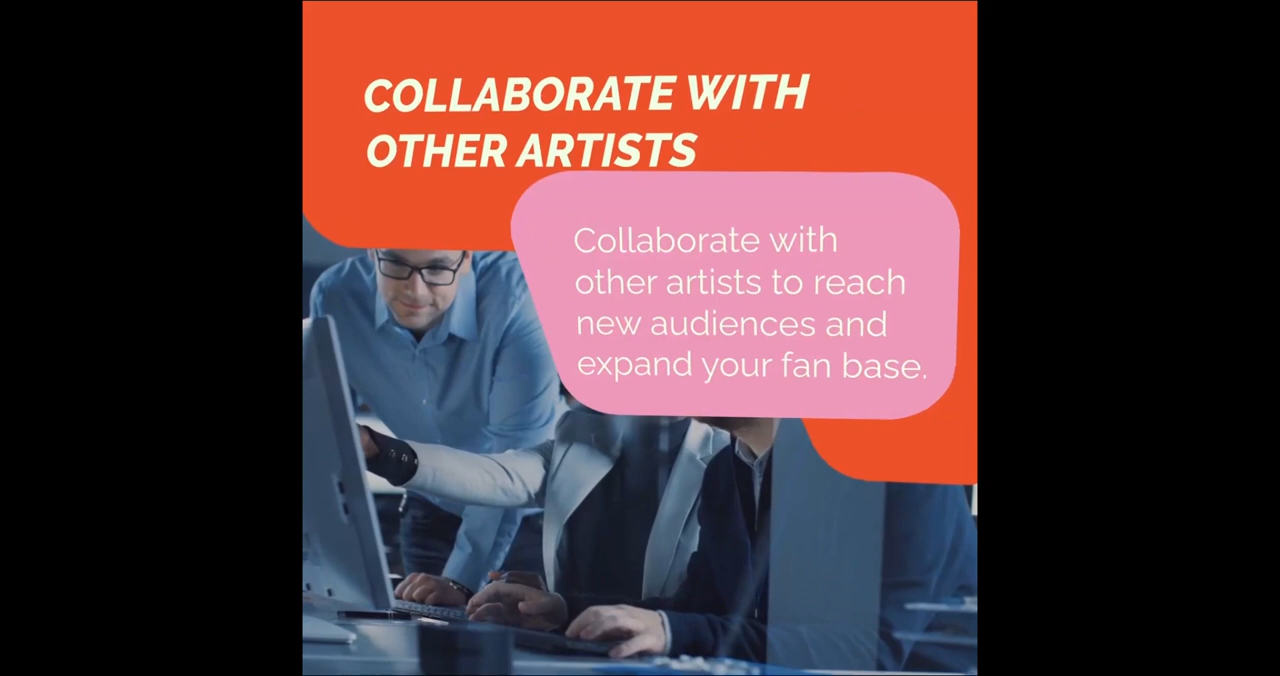 COLLABORATE WITH
OTHER ARTISTS
Collaborate with
other artists to reach
new audiences and
expand your fan base.